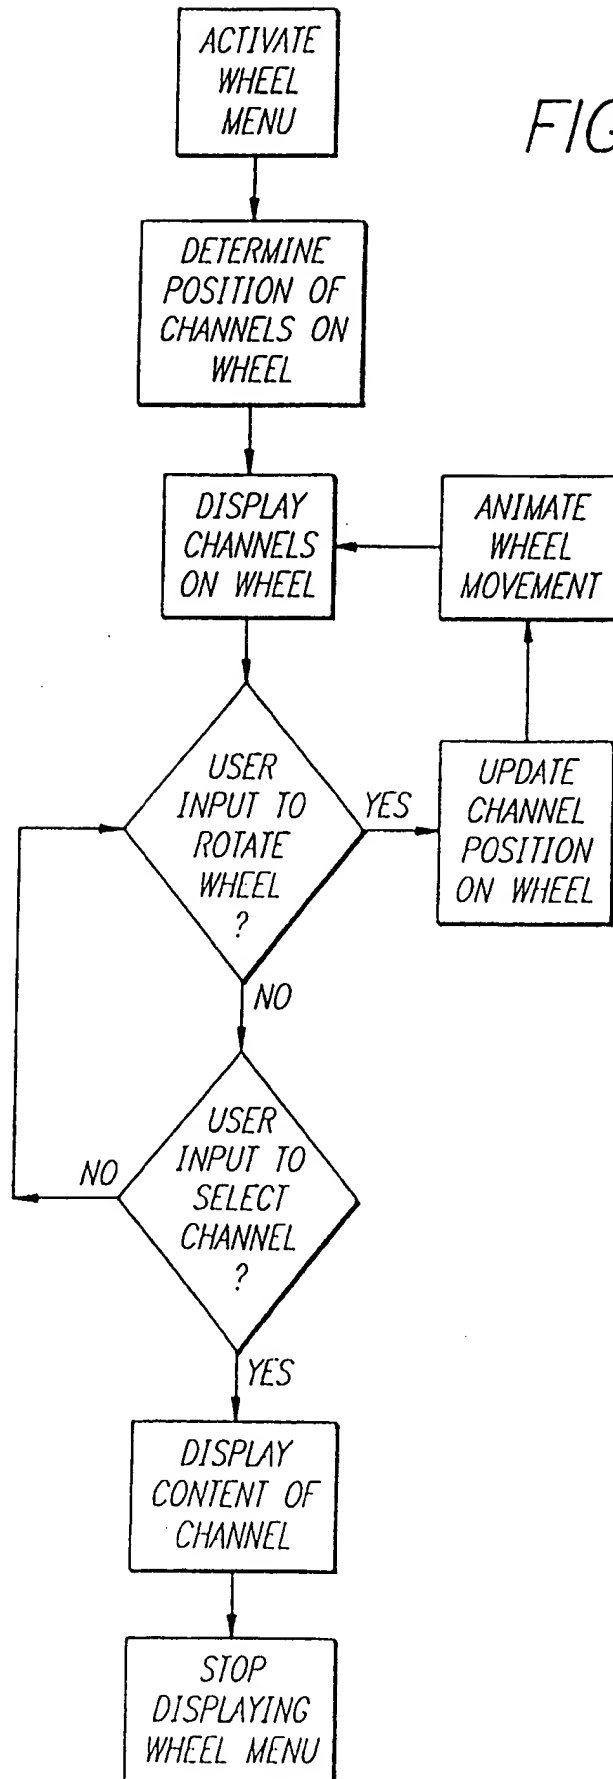 ACTIVATE
WHEEL
MENU
FIG
DETERMINE
POSITION OF
CHANNELS ON
WHEEL
DISPLAY
CHANNELS
ON WHEEL
ANIMATE
WHEEL
MOVEMENT
USER
INPUT TO
ROTATE
WHEEL
?
YES
UPDATE
CHANNEL
POSITION
ON WHEEL
NO
USER
INPUT TO
SELECT
CHANNEL
?
NO
YES
DISPLAY
CONTENT OF
CHANNEL
STOP
DISPLAYING
WHEEL MENU